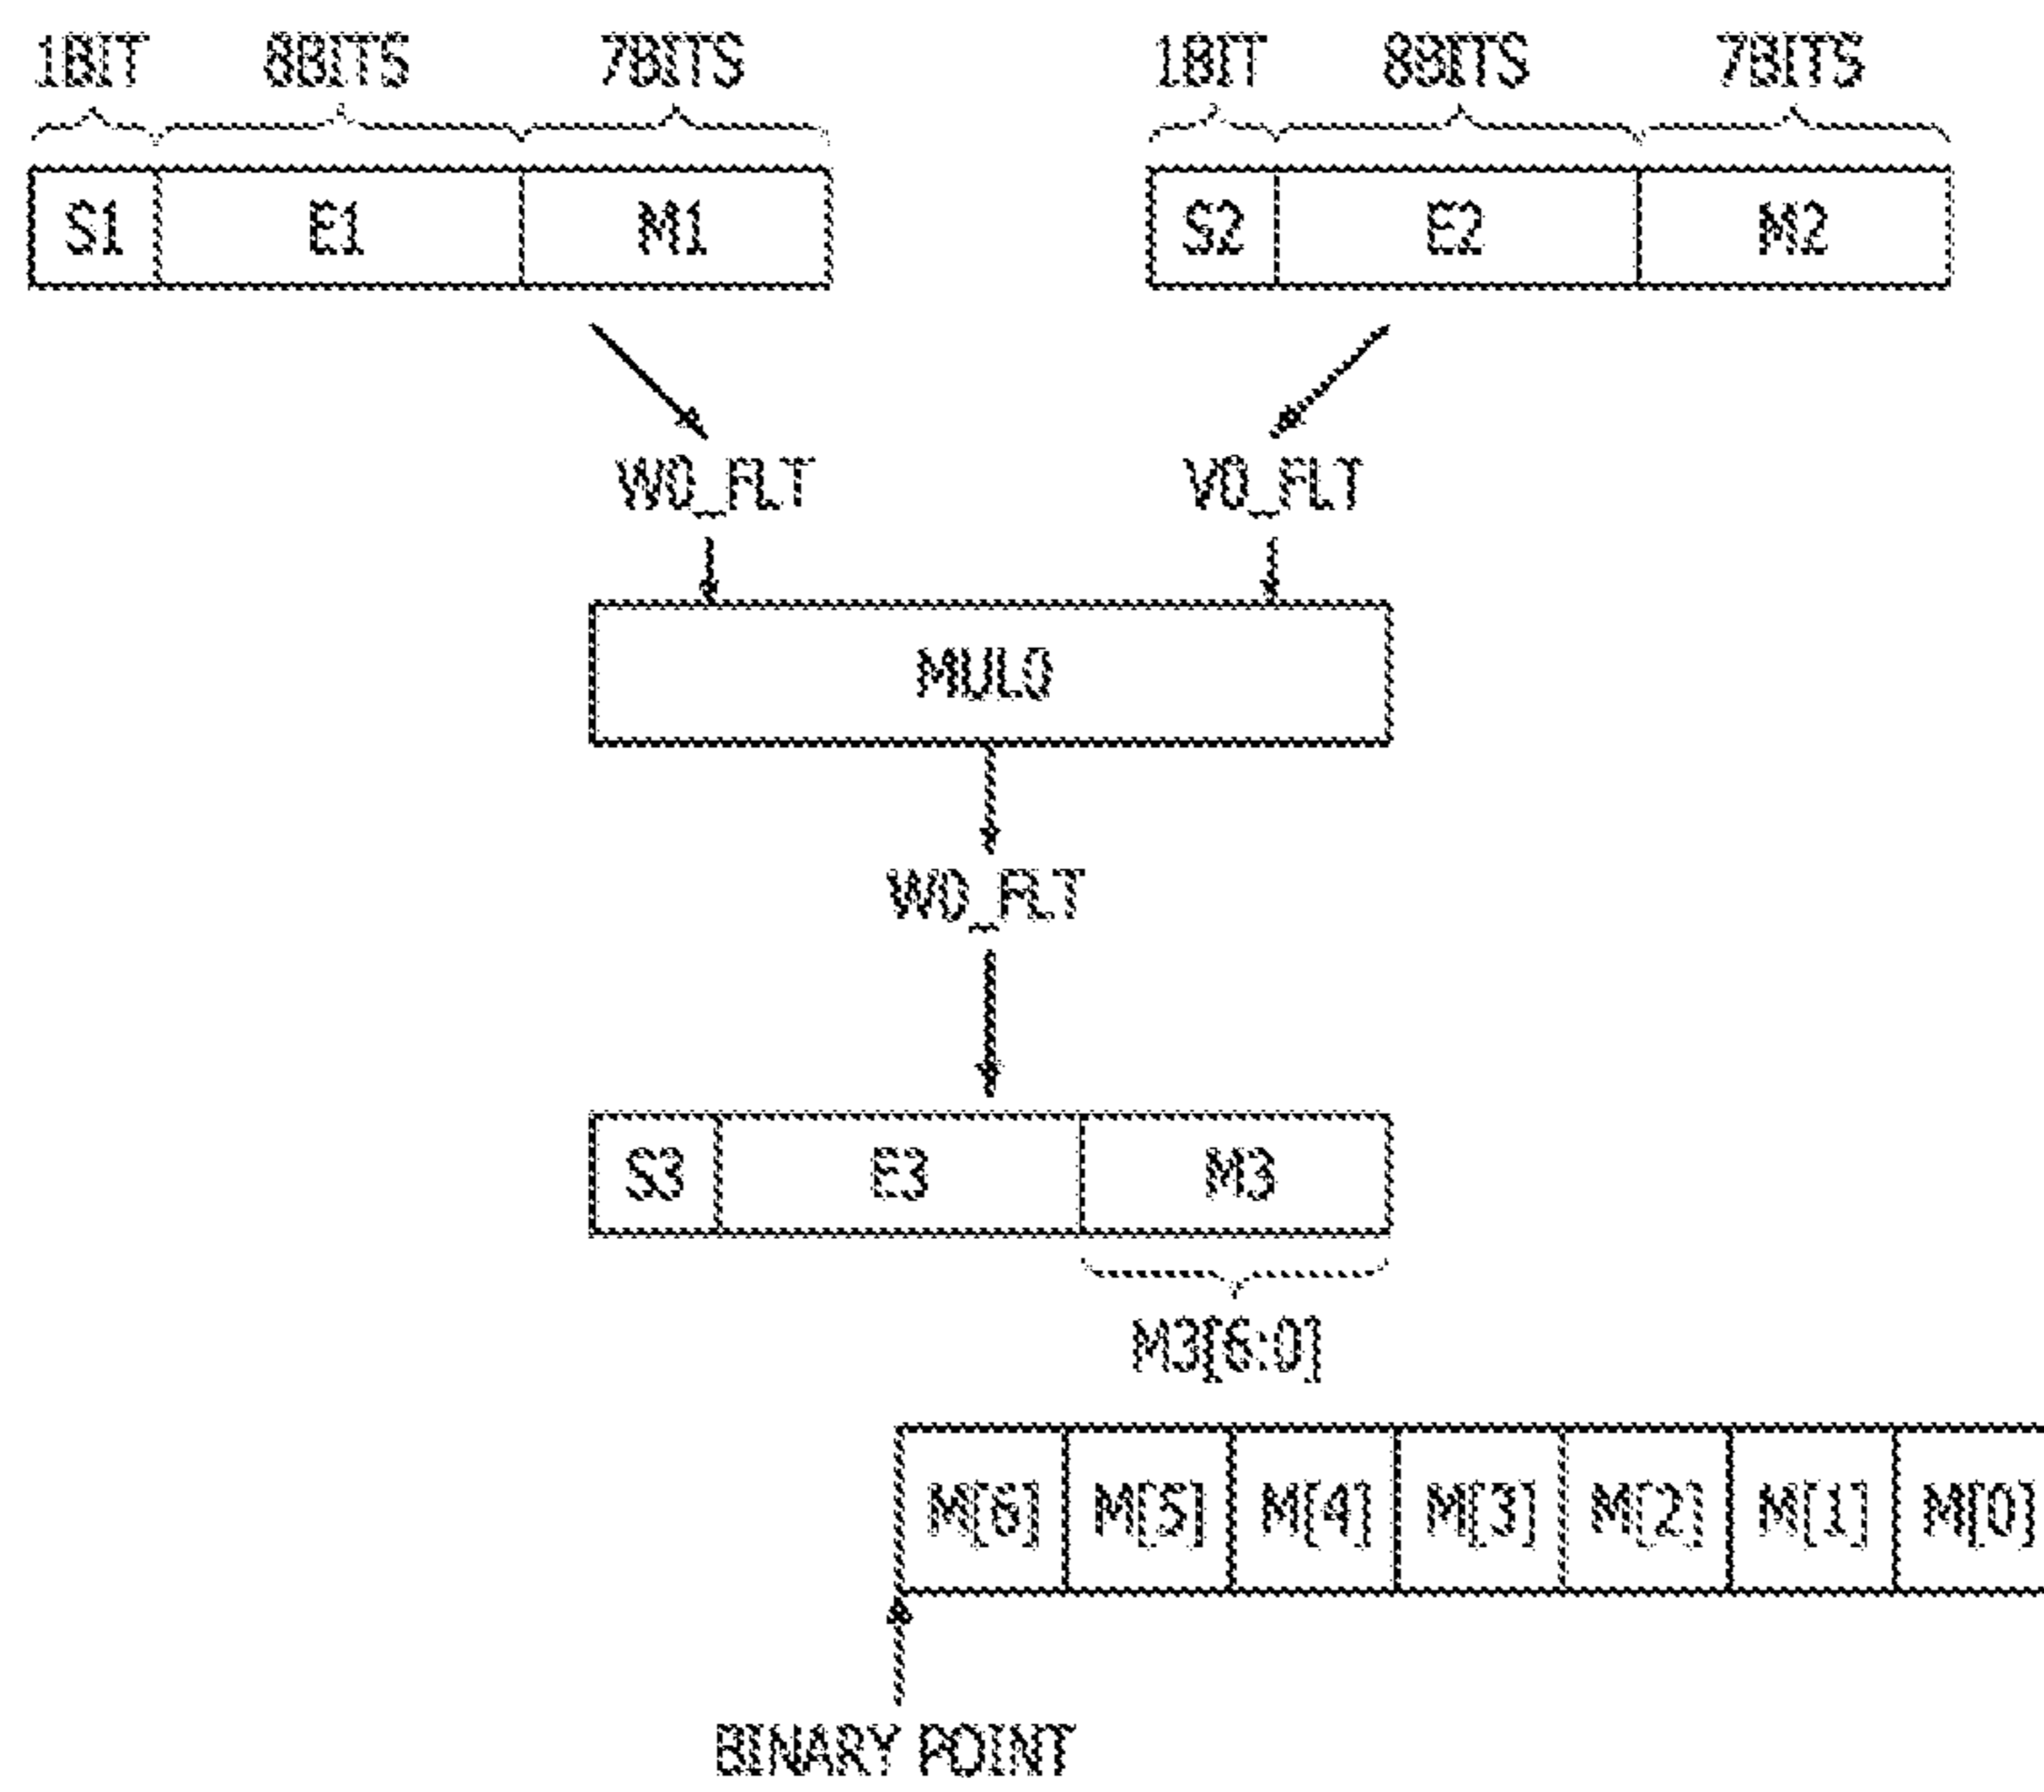 1BIT 8BITS 7BITS 1BIT 8BITS 7BITS
S1 E1 M1 S2 E2 M2
W0_FLT V0_FLT
MUL0
WO_FLT
S3 E3 M3
M3[6:0]
M[6] M[5] M[4] M[3] M[2] M[1] M[0]
BINARY POINT